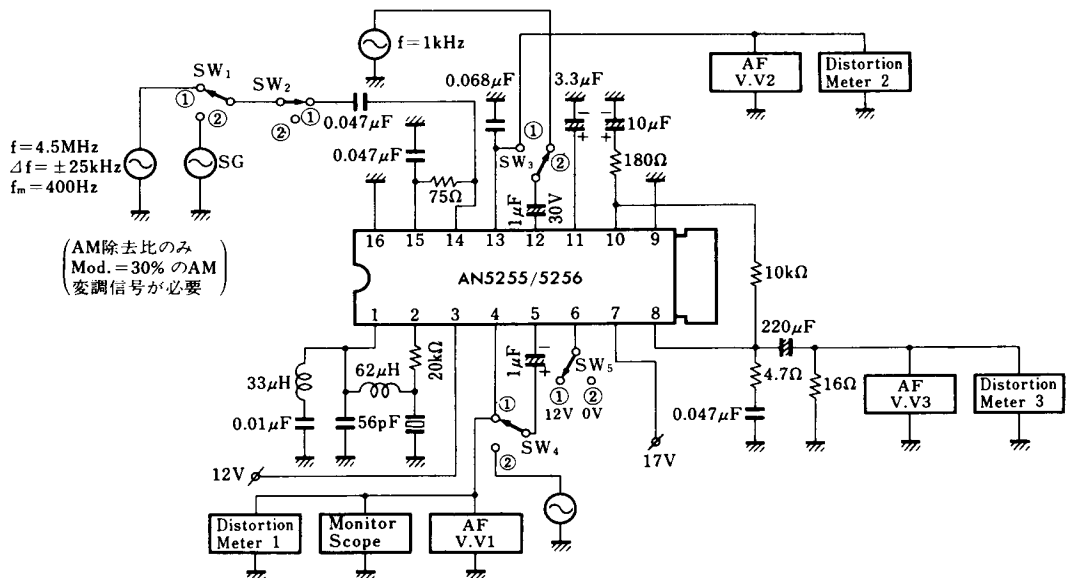 f=1kHz
SW1
①
②
SW2
①
②
0.047μF
f=4.5MHz
Δf=±25kHz
fm=400Hz
SG
AM除去比のみ
Mod.=30%のAM
変調信号が必要
0.047μF
75Ω
0.068μF
①
SW3
②
1μF
30V
3.3μF
−
+
−
10μF
+
180Ω
AF
V.V2
Distortion
Meter 2
16
15
14
13
12
11
10
9
AN5255/5256
1
2
3
4
5
6
7
8
10kΩ
220μF
4.7Ω
0.047μF
16Ω
AF
V.V3
Distortion
Meter 3
33μH
0.01μF
62μH
56pF
20kΩ
12V
①
SW4
②
1μF
−
+
SW5
①
12V
②
0V
17V
Distortion
Meter 1
Monitor
Scope
AF
V.V1